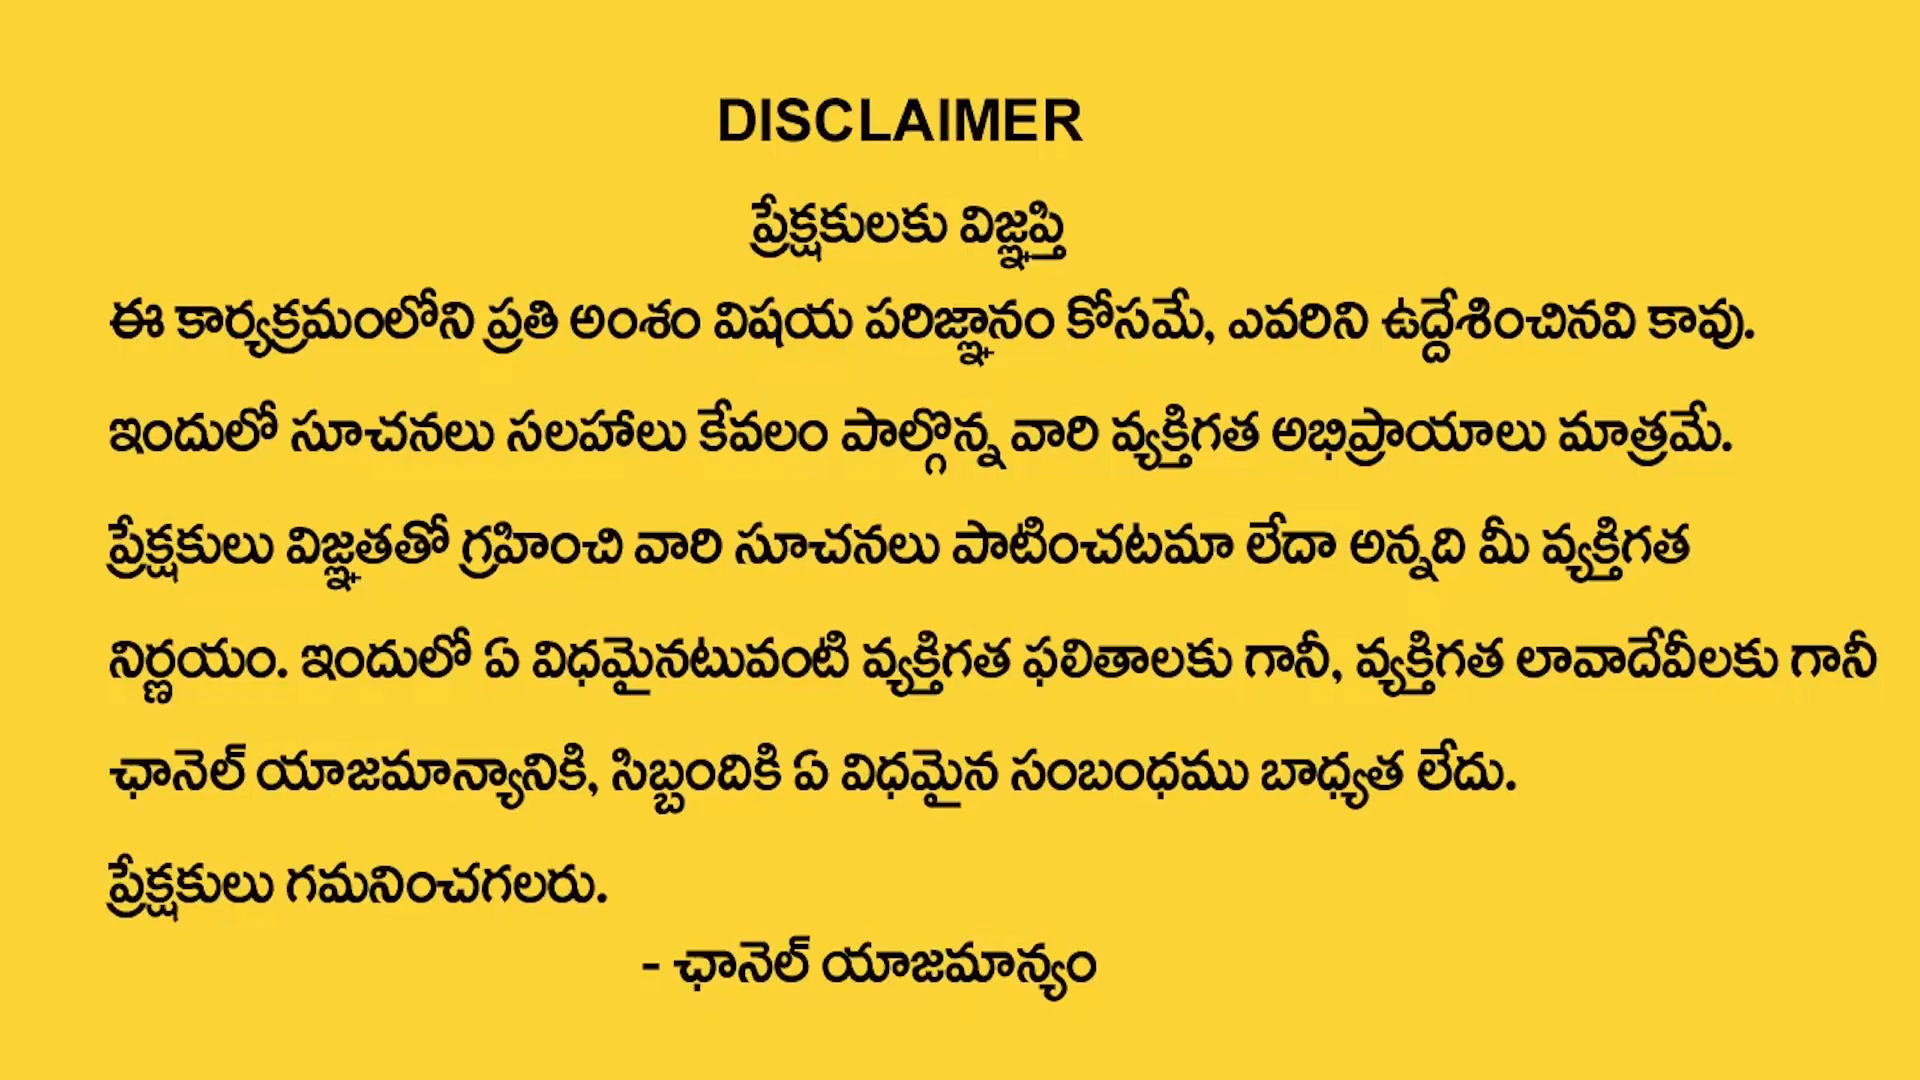 DISCLAIMER
ప్రేక్షకులకు విజ్ఞప్తి
ఈ కార్యక్రమంలోని ప్రతి అంశం విషయ పరిజ్ఞానం కోసమే, ఎవరిని ఉద్దేశించినవి కావు.
ఇందులో సూచనలు సలహాలు కేవలం పాల్గొన్న వారి వ్యక్తిగత అభిప్రాయాలు మాత్రమే.
ప్రేక్షకులు విజ్ఞతతో గ్రహించి వారి సూచనలు పాటించటమా లేదా అన్నది మీ వ్యక్తిగత
నిర్ణయం. ఇందులో ఏ విధమైనటువంటి వ్యక్తిగత ఫలితాలకు గానీ, వ్యక్తిగత లావాదేవీలకు గానీ
ఛానెల్ యాజమాన్యానికి, సిబ్బందికి ఏ విధమైన సంబంధము బాధ్యత లేదు.
ప్రేక్షకులు గమనించగలరు.
- ఛానెల్ యాజమాన్యం